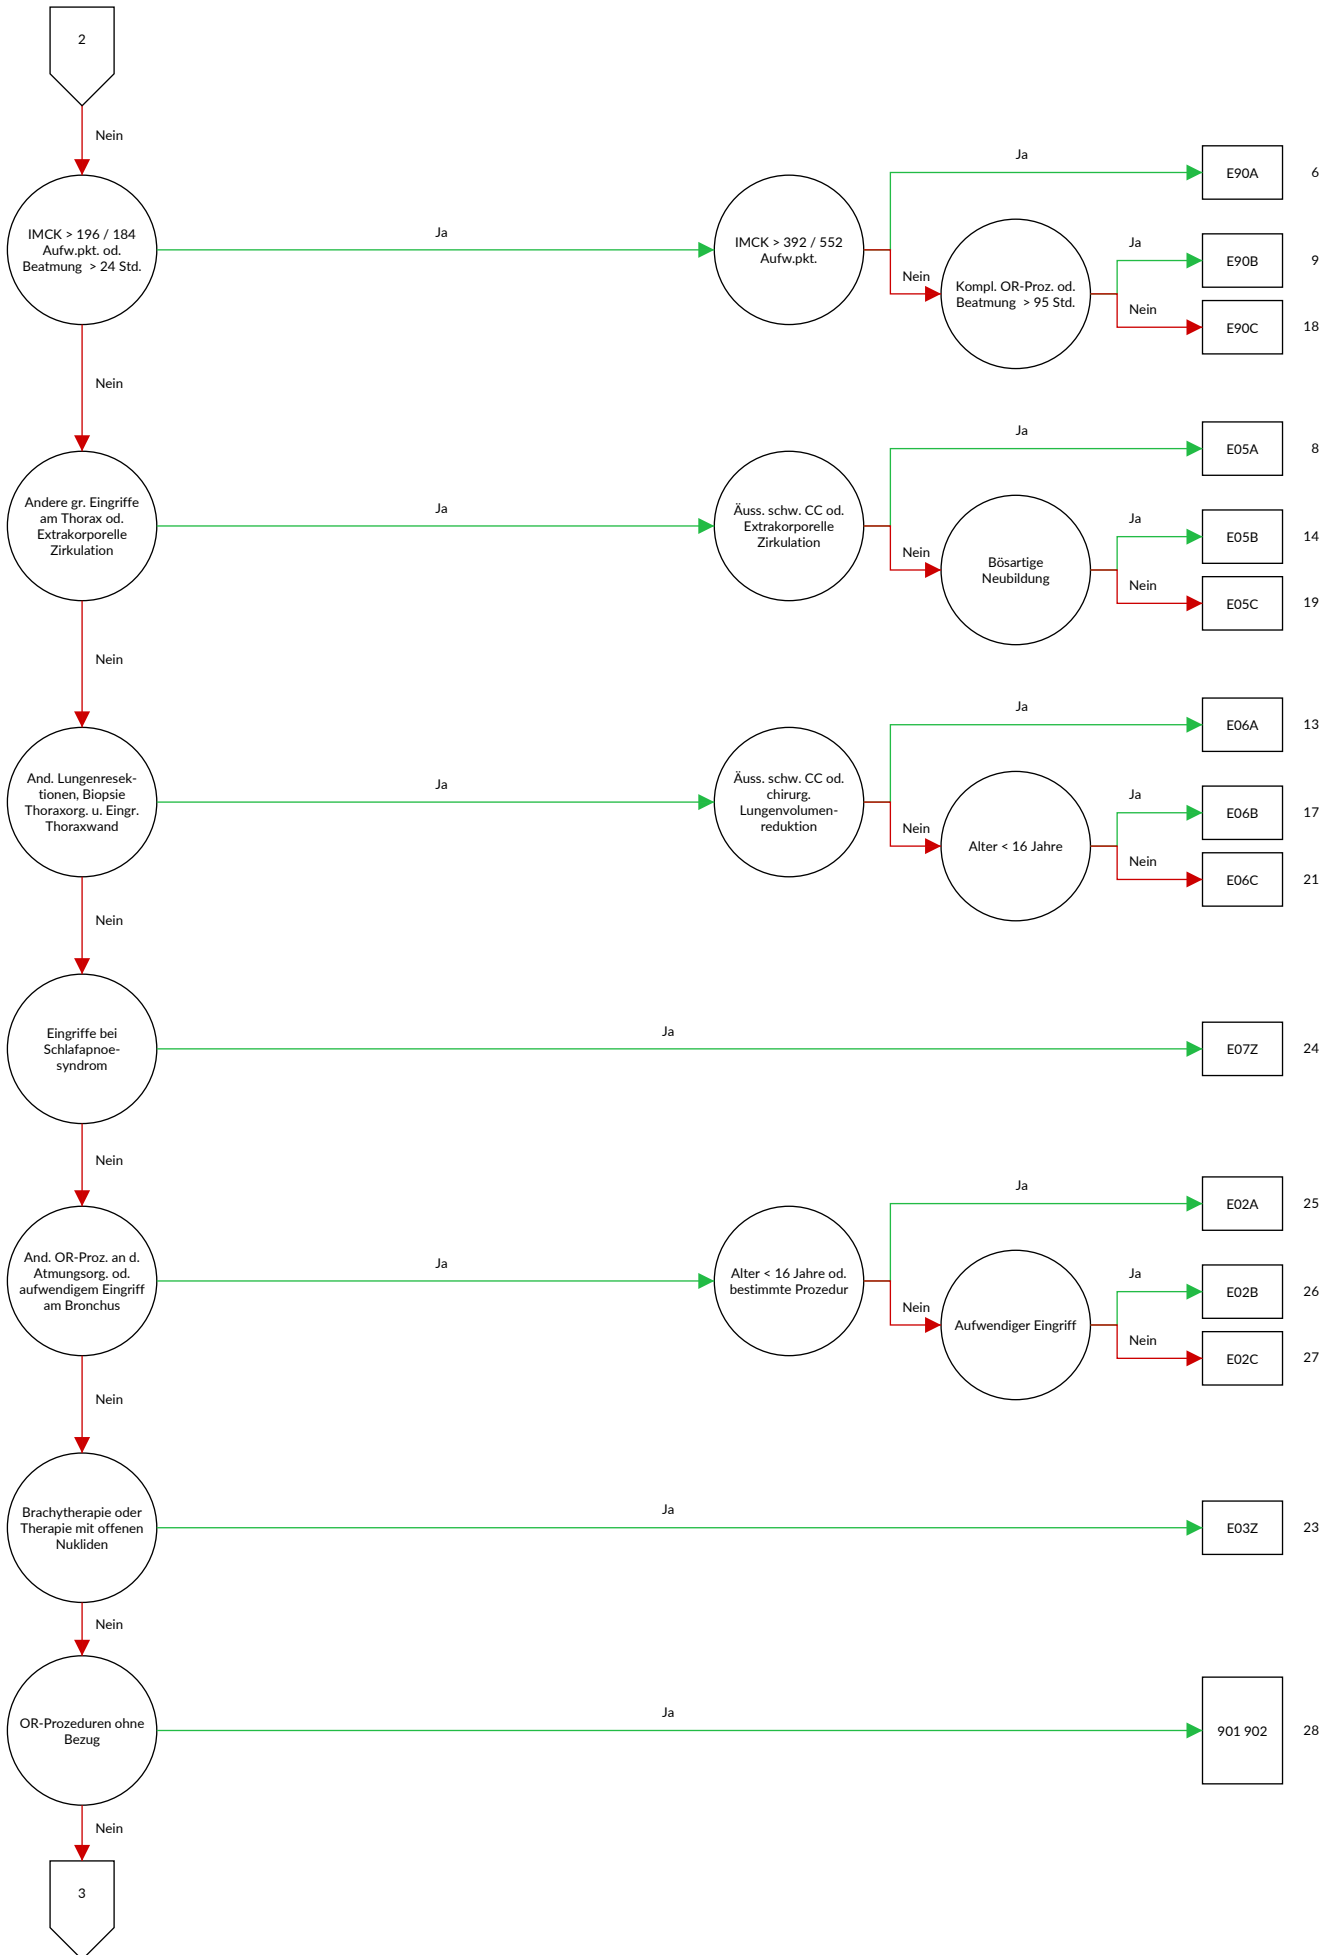 2
Nein
IMCK > 196 / 184
Aufw.pkt. od.
Beatmung > 24 Std.
Ja
IMCK > 392 / 552
Aufw.pkt.
Ja
E90A
6
Nein
Kompl. OR-Proz. od.
Beatmung > 95 Std.
Ja
E90B
9
Nein
E90C
18
Nein
Andere gr. Eingriffe
am Thorax od.
Extrakorporelle
Zirkulation
Ja
Äuss. schw. CC od.
Extrakorporelle
Zirkulation
Ja
E05A
8
Nein
Bösartige
Neubildung
Ja
E05B
14
Nein
E05C
19
Nein
And. Lungenresek-
tionen, Biopsie
Thoraxorg. u. Eingr.
Thoraxwand
Ja
Äuss. schw. CC od.
chirurg.
Lungenvolumen-
reduktion
Ja
E06A
13
Nein
Alter < 16 Jahre
Ja
E06B
17
Nein
E06C
21
Nein
Eingriffe bei
Schlafapnoe-
syndrom
Ja
E07Z
24
Nein
And. OR-Proz. an d.
Atmungsorg. od.
aufwendigem Eingriff
am Bronchus
Ja
Alter < 16 Jahre od.
bestimmte Prozedur
Ja
E02A
25
Nein
Aufwendiger Eingriff
Ja
E02B
26
Nein
E02C
27
Nein
Brachytherapie oder
Therapie mit offenen
Nukliden
Ja
E03Z
23
Nein
OR-Prozeduren ohne
Bezug
Ja
901 902
28
Nein
3